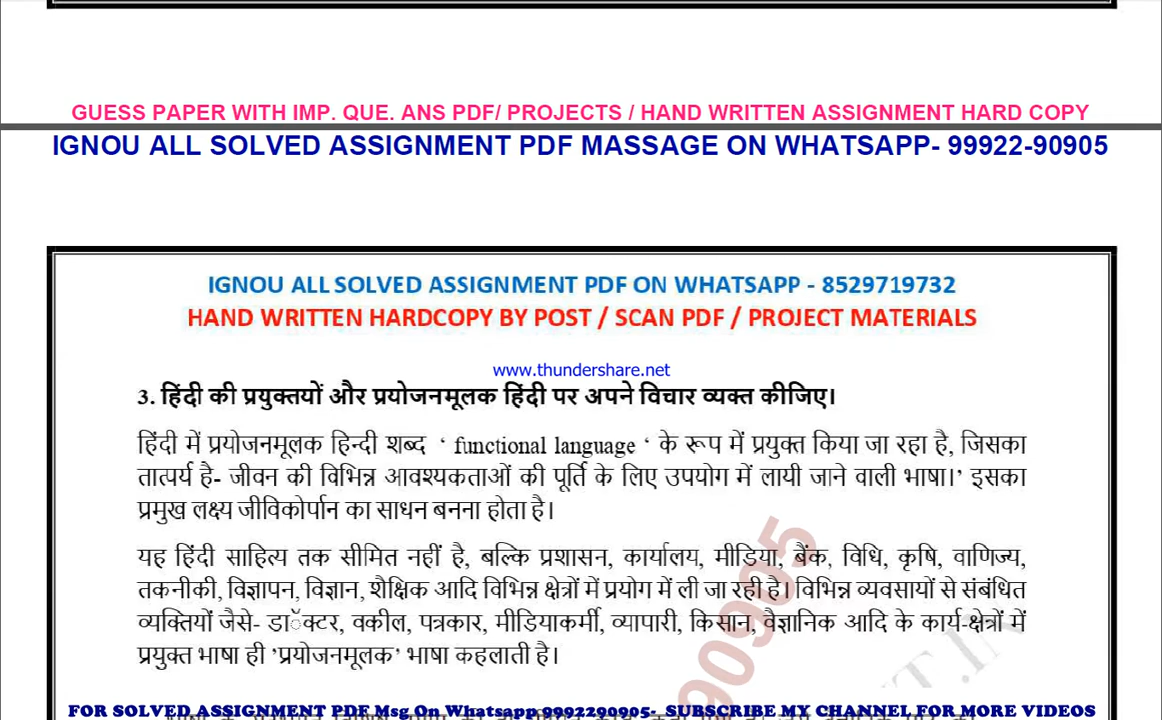 GUESS PAPER WITH IMP. QUE. ANS PDF/ PROJECTS / HAND WRITTEN ASSIGNMENT HARD COPY
IGNOU ALL SOLVED ASSIGNMENT PDF MASSAGE ON WHATSAPP- 99922-90905
IGNOU ALL SOLVED ASSIGNMENT PDF ON WHATSAPP - 8529719732
HAND WRITTEN HARDCOPY BY POST / SCAN PDF / PROJECT MATERIALS
www.thundershare.net
3. हिंदी की प्रयुक्तयों और प्रयोजनमूलक हिंदी पर अपने विचार व्यक्त कीजिए।
हिंदी में प्रयोजनमूलक हिन्दी शब्द ‘ functional language ‘ के रूप में प्रयुक्त किया जा रहा है, जिसका
तात्पर्य है- जीवन की विभिन्न आवश्यकताओं की पूर्ति के लिए उपयोग में लायी जाने वाली भाषा।’ इसका
प्रमुख लक्ष्य जीविकोर्पान का साधन बनना होता है।
यह हिंदी साहित्य तक सीमित नहीं है, बल्कि प्रशासन, कार्यालय, मीडिया, बैंक, विधि, कृषि, वाणिज्य,
तकनीकी, विज्ञापन, विज्ञान, शैक्षिक आदि विभिन्न क्षेत्रों में प्रयोग में ली जा रही है। विभिन्न व्यवसायों से संबंधित
व्यक्तियों जैसे- डाॅक्टर, वकील, पत्रकार, मीडियाकर्मी, व्यापारी, किसान, वैज्ञानिक आदि के कार्य-क्षेत्रों में
प्रयुक्त भाषा ही ’प्रयोजनमूलक’ भाषा कहलाती है।
90905
T.IN
FOR SOLVED ASSIGNMENT PDF Msg On Whatsapp 9992290905- SUBSCRIBE MY CHANNEL FOR MORE VIDEOS